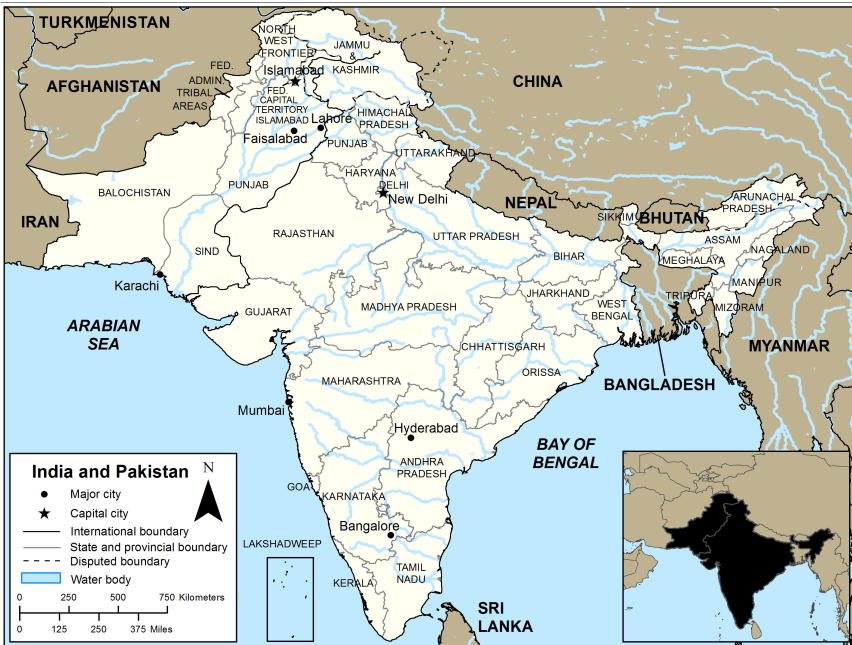 TURKMENISTAN
NORTH
WEST
FRONTIER
JAMMU
&
KASHMIR
FED.
ADMIN.
TRIBAL
AREAS
Islamabad
AFGHANISTAN
CHINA
FED.
CAPITAL
TERRITORY
ISLAMABAD
Lahore
Faisalabad
HIMACHAL
PRADESH
PUNJAB
UTTARAKHAND
HARYANA
DELHI
New Delhi
BALOCHISTAN
PUNJAB
IRAN
NEPAL
SIKKIM
BHUTAN
ARUNACHAL
PRADESH
SIND
RAJASTHAN
UTTAR PRADESH
ASSAM
NAGALAND
BIHAR
MEGHALAYA
MANIPUR
Karachi
GUJARAT
MADHYA PRADESH
JHARKHAND
WEST
BENGAL
TRIPURA
MIZORAM
ARABIAN
SEA
CHHATTISGARH
MYANMAR
ORISSA
MAHARASHTRA
BANGLADESH
Mumbai
Hyderabad
BAY OF
BENGAL
ANDHRA
PRADESH
GOA
KARNATAKA
Bangalore
LAKSHADWEEP
KERALA
TAMIL
NADU
SRI
LANKA
India and Pakistan
N
Major city
Capital city
International boundary
State and provincial boundary
Disputed boundary
Water body
0 250 500 750 Kilometers
0 125 250 375 Miles